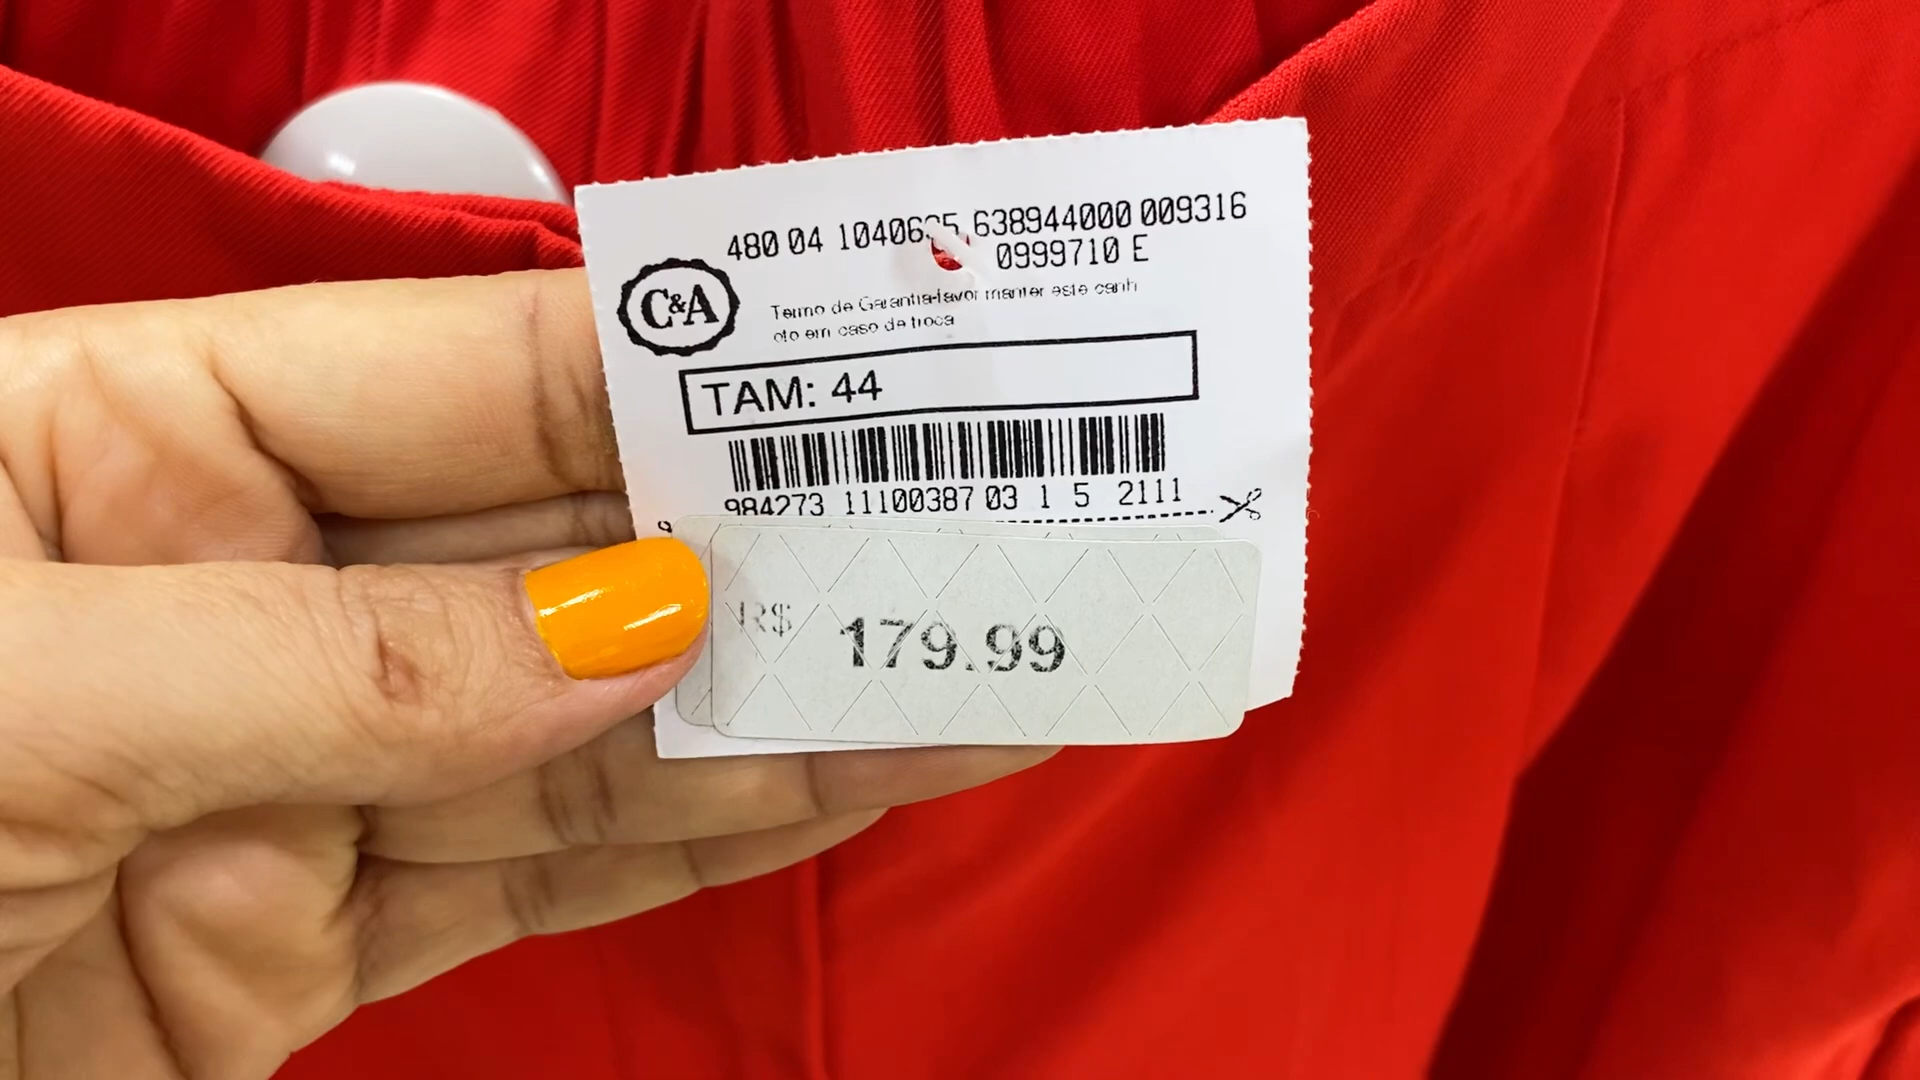 480 04 638944000 009316
0999710 E
C&A
Termo de Garantia-favor manter este canh
oto em caso de troca
TAM: 44
984273 11100387 03 1 5 2111
R$ 179.99